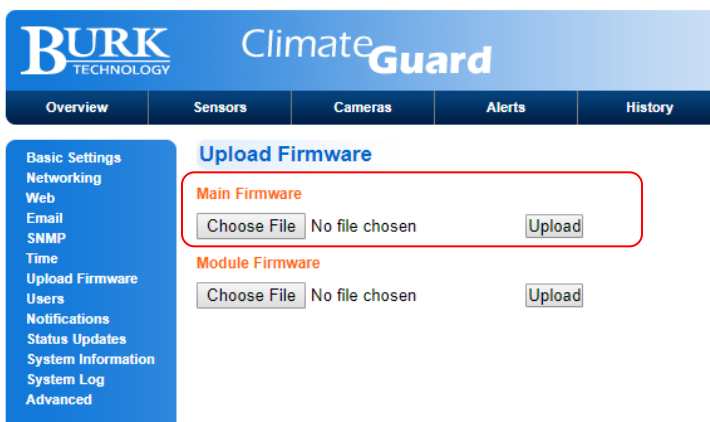 BURK
TECHNOLOGY
ClimateGuard
Overview Sensors Cameras Alerts History
Basic Settings
Networking
Web
Email
SNMP
Time
Upload Firmware
Users
Notifications
Status Updates
System Information
System Log
Advanced
Upload Firmware
Main Firmware
Choose File No file chosen Upload
Module Firmware
Choose File No file chosen Upload